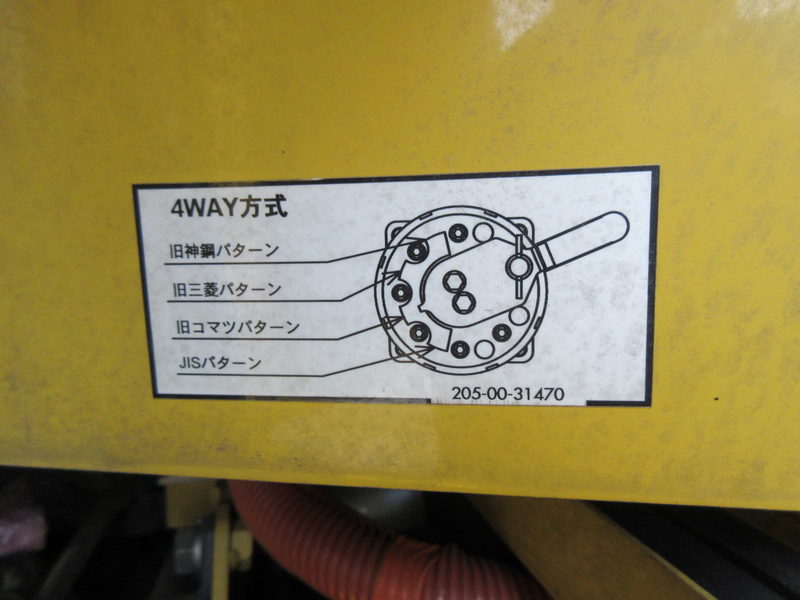 4WAY方式
旧神鋼パターン
旧三菱パターン
旧コマツパターン
JISパターン
205-00-31470